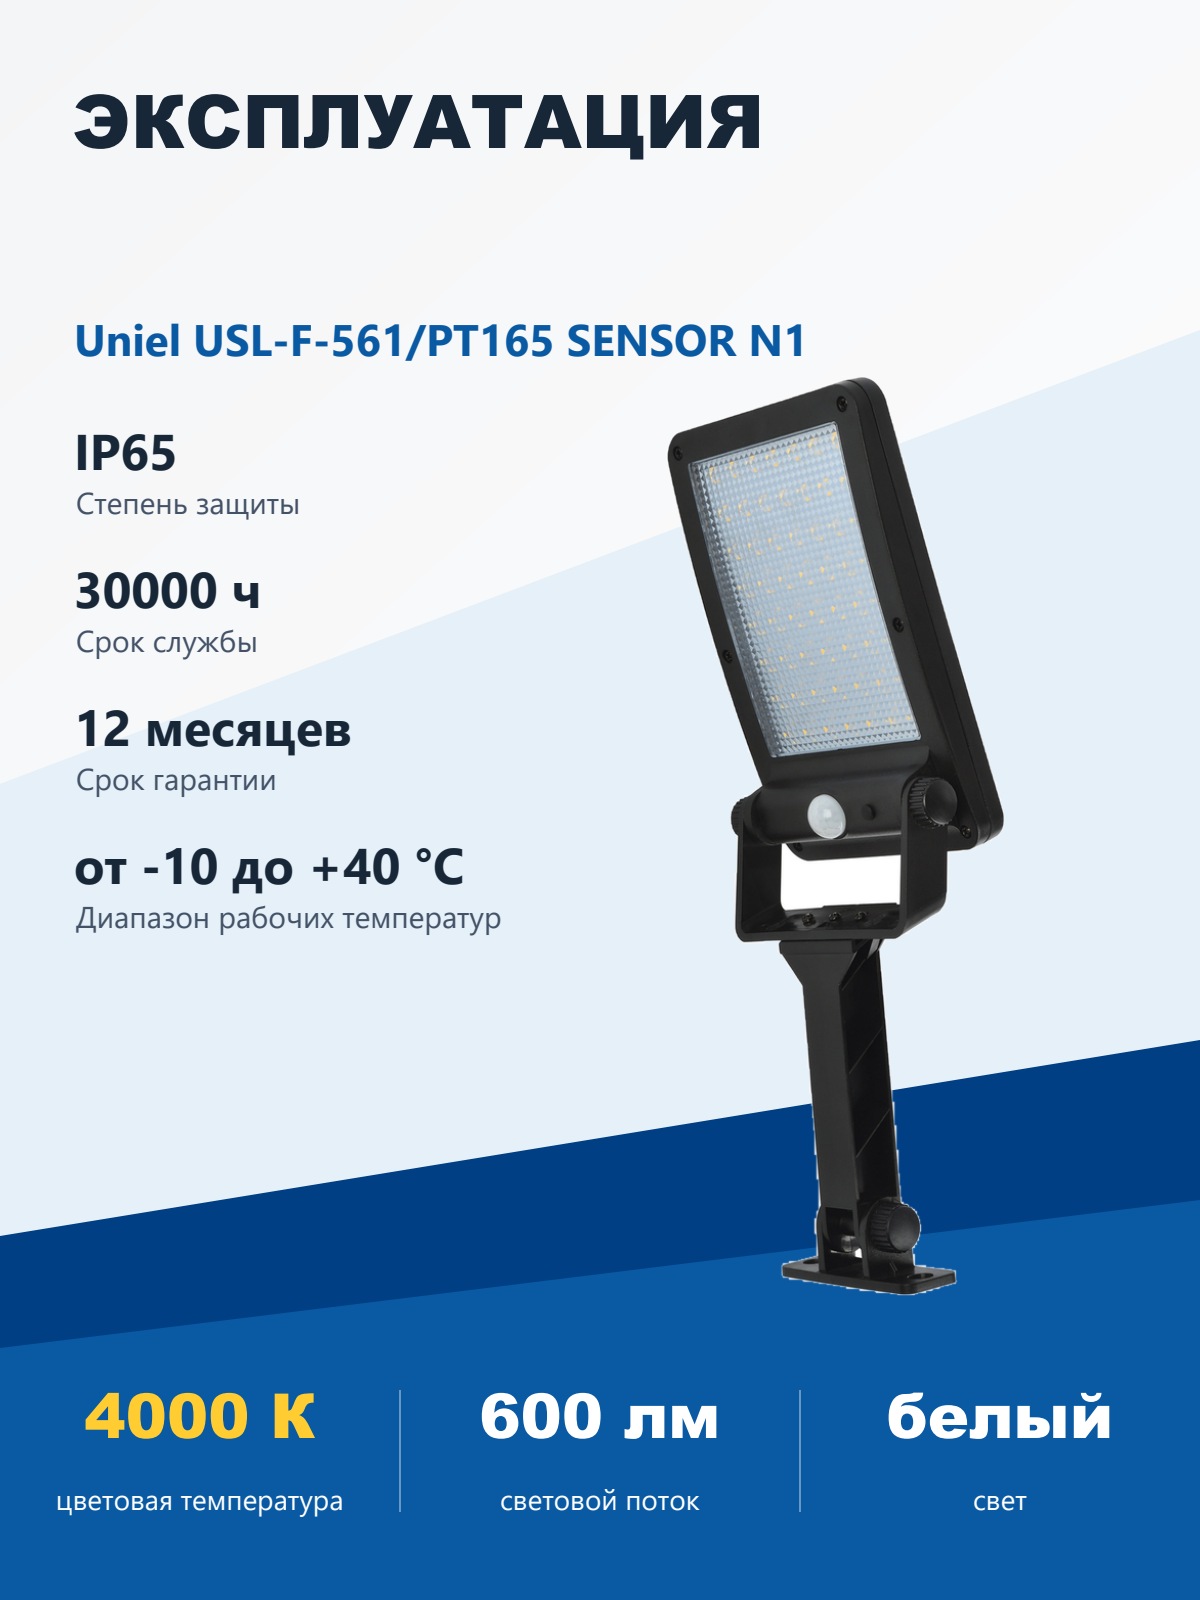 ЭКСПЛУАТАЦИЯ
Uniel USL-F-561/PT165 SENSOR N1
IP65
Степень защиты
30000 ч
Срок службы
12 месяцев
Срок гарантии
от -10 до +40 °C
Диапазон рабочих температур
4000 К
цветовая температура
600 лм
световой поток
белый
свет